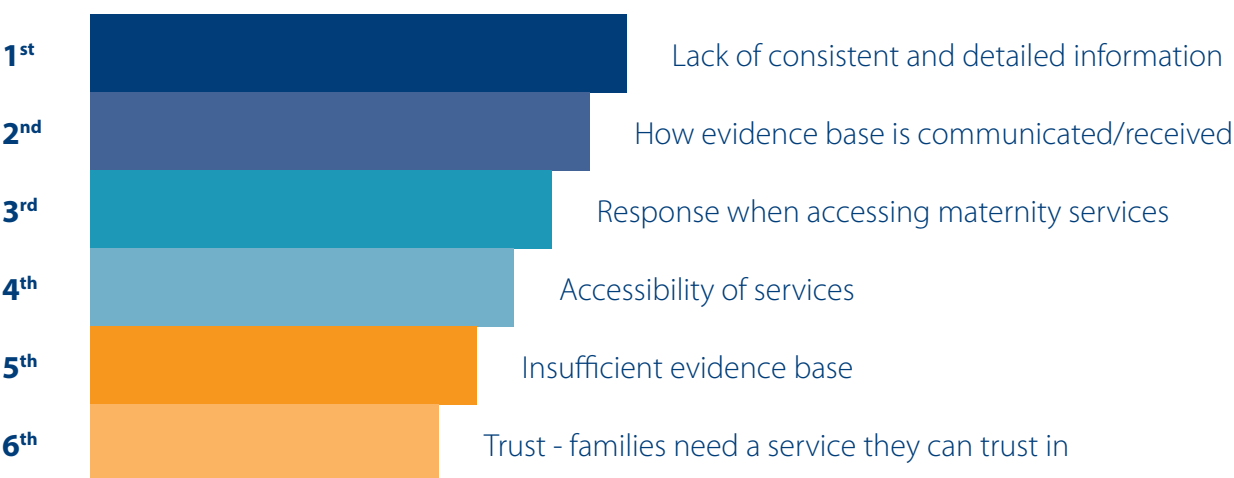 1st Lack of consistent and detailed information
2nd How evidence base is communicated/received
3rd Response when accessing maternity services
4th Accessibility of services
5th Insufficient evidence base
6th Trust - families need a service they can trust in